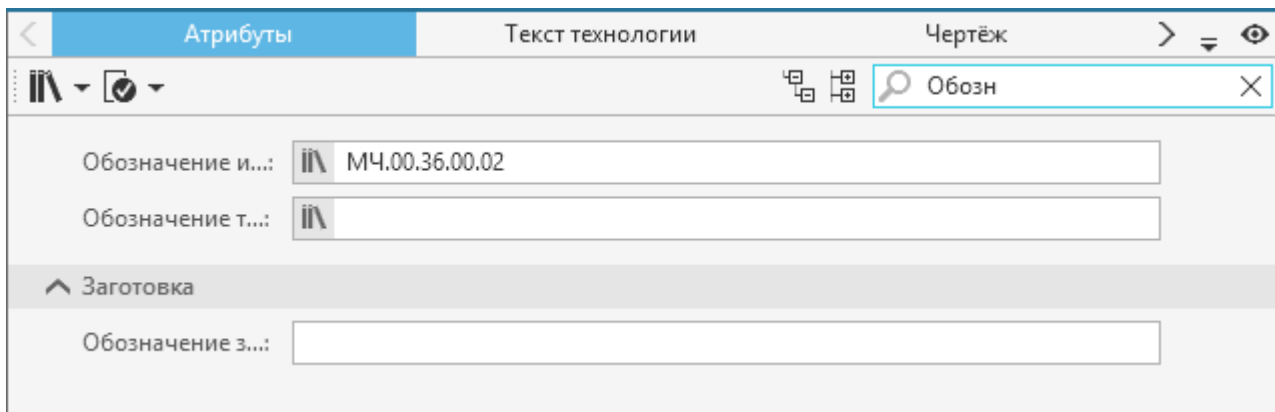 Атрибуты Текст технологии Чертёж
Обозн
Обозначение и...: МЧ.00.36.00.02
Обозначение т...:
Заготовка
Обозначение з...: